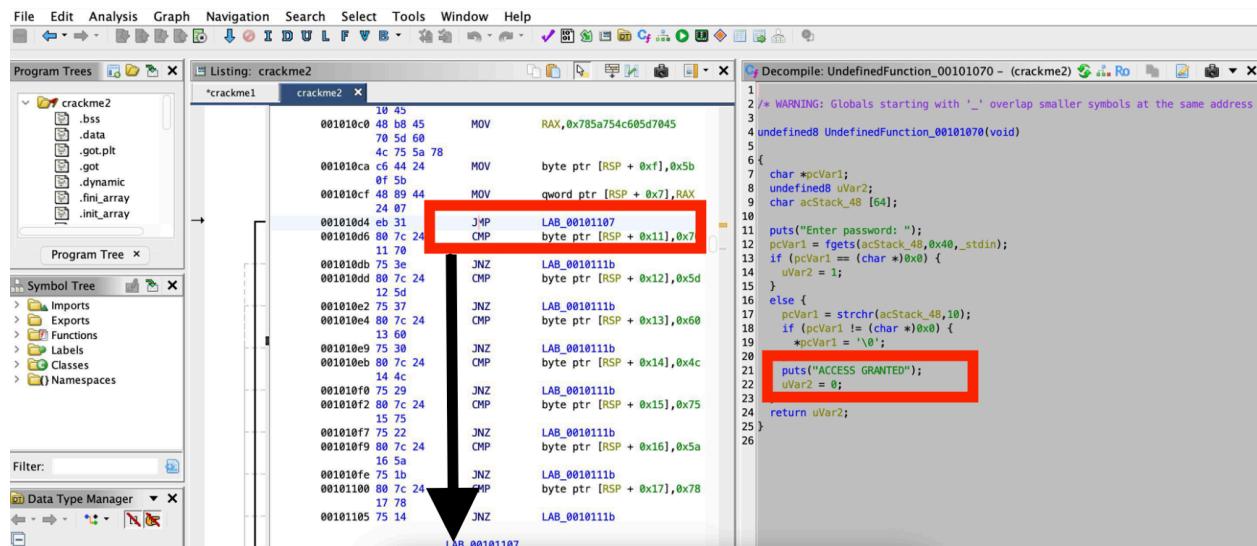 File Edit Analysis Graph Navigation Search Select Tools Window Help
I D U L F V B
Program Trees
crackme2
.bss
.data
.got.plt
.got
.dynamic
.fini_array
.init_array
Program Tree ×
Symbol Tree
Imports
Exports
Functions
Labels
Classes
{} Namespaces
Filter:
Data Type Manager
Listing: crackme2
*crackme1 crackme2 X
10 45
001010c0 48 b8 45 MOV RAX,0x785a754c605d7045
70 5d 60
4c 75 5a 78
001010ca c6 44 24 MOV byte ptr [RSP + 0xf],0x5b
0f 5b
001010cf 48 89 44 MOV qword ptr [RSP + 0x7],RAX
24 07
001010d4 eb 31 JMP LAB_00101107
001010d6 80 7c 24 CMP byte ptr [RSP + 0x11],0x70
11 70
001010db 75 3e JNZ LAB_0010111b
001010dd 80 7c 24 CMP byte ptr [RSP + 0x12],0x5d
12 5d
001010e2 75 37 JNZ LAB_0010111b
001010e4 80 7c 24 CMP byte ptr [RSP + 0x13],0x60
13 60
001010e9 75 30 JNZ LAB_0010111b
001010eb 80 7c 24 CMP byte ptr [RSP + 0x14],0x4c
14 4c
001010f0 75 29 JNZ LAB_0010111b
001010f2 80 7c 24 CMP byte ptr [RSP + 0x15],0x75
15 75
001010f7 75 22 JNZ LAB_0010111b
001010f9 80 7c 24 CMP byte ptr [RSP + 0x16],0x5a
16 5a
001010fe 75 1b JNZ LAB_0010111b
00101100 80 7c 24 CMP byte ptr [RSP + 0x17],0x78
17 78
00101105 75 14 JNZ LAB_0010111b
LAB_00101107
Decompile: UndefinedFunction_00101070 - (crackme2) Ro
1
2 /* WARNING: Globals starting with '_' overlap smaller symbols at the same address
3
4 undefined8 UndefinedFunction_00101070(void)
5
6 {
7 char *pcVar1;
8 undefined8 uVar2;
9 char acStack_48 [64];
10
11 puts("Enter password: ");
12 pcVar1 = fgets(acStack_48,0x40,_stdin);
13 if (pcVar1 == (char *)0x0) {
14 uVar2 = 1;
15 }
16 else {
17 pcVar1 = strchr(acStack_48,10);
18 if (pcVar1 != (char *)0x0) {
19 *pcVar1 = '\0';
20
21 puts("ACCESS GRANTED");
22 uVar2 = 0;
23
24 return uVar2;
25 }
26